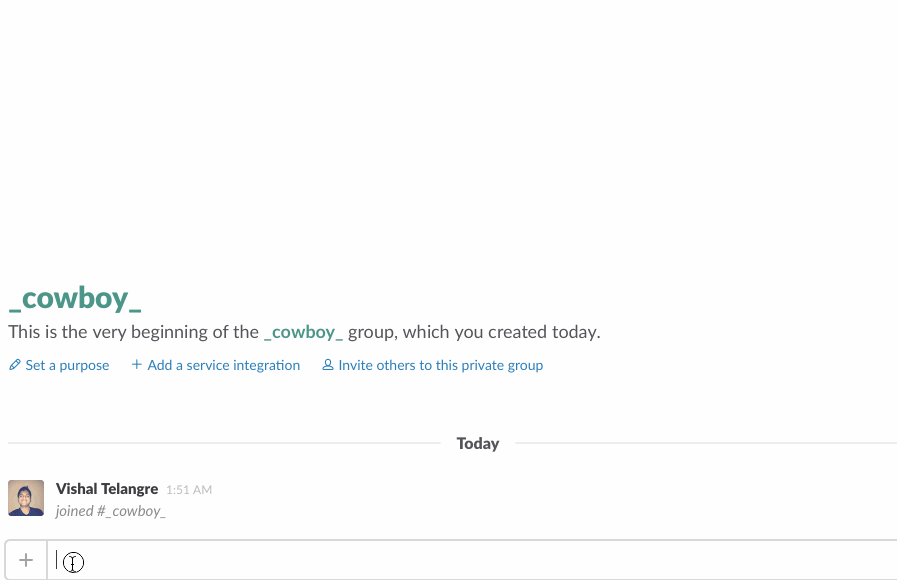 _cowboy_
This is the very beginning of the _cowboy_ group, which you created today.
Set a purpose + Add a service integration Invite others to this private group
Today
Vishal Telangre 1:51 AM
joined #_cowboy_
+